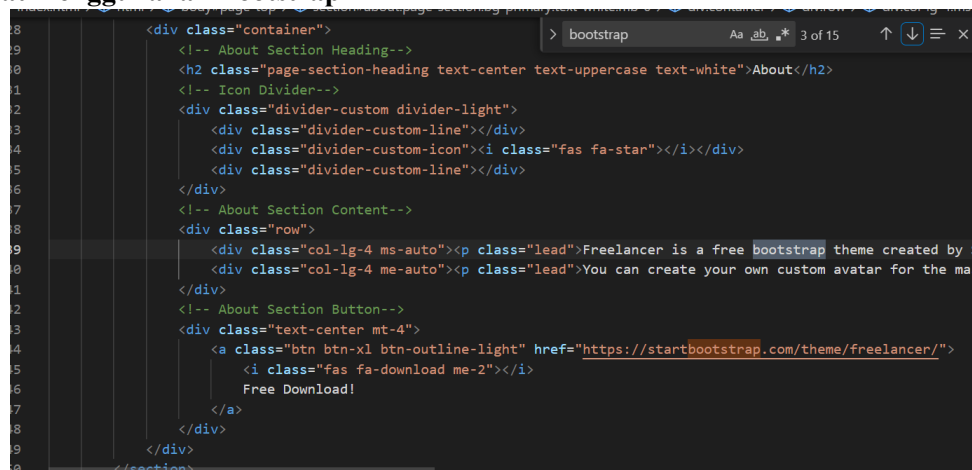 <div class="container">
> bootstrap Aa ab, .* 3 of 15
<!-- About Section Heading-->
<h2 class="page-section-heading text-center text-uppercase text-white">About</h2>
<!-- Icon Divider-->
<div class="divider-custom divider-light">
<div class="divider-custom-line"></div>
<div class="divider-custom-icon"><i class="fas fa-star"></i></div>
<div class="divider-custom-line"></div>
</div>
<!-- About Section Content-->
<div class="row">
<div class="col-lg-4 ms-auto"><p class="lead">Freelancer is a free bootstrap theme created by
<div class="col-lg-4 me-auto"><p class="lead">You can create your own custom avatar for the ma
</div>
<!-- About Section Button-->
<div class="text-center mt-4">
<a class="btn btn-xl btn-outline-light" href="https://startbootstrap.com/theme/freelancer/">
<i class="fas fa-download me-2"></i>
Free Download!
</a>
</div>
</div>
</section>